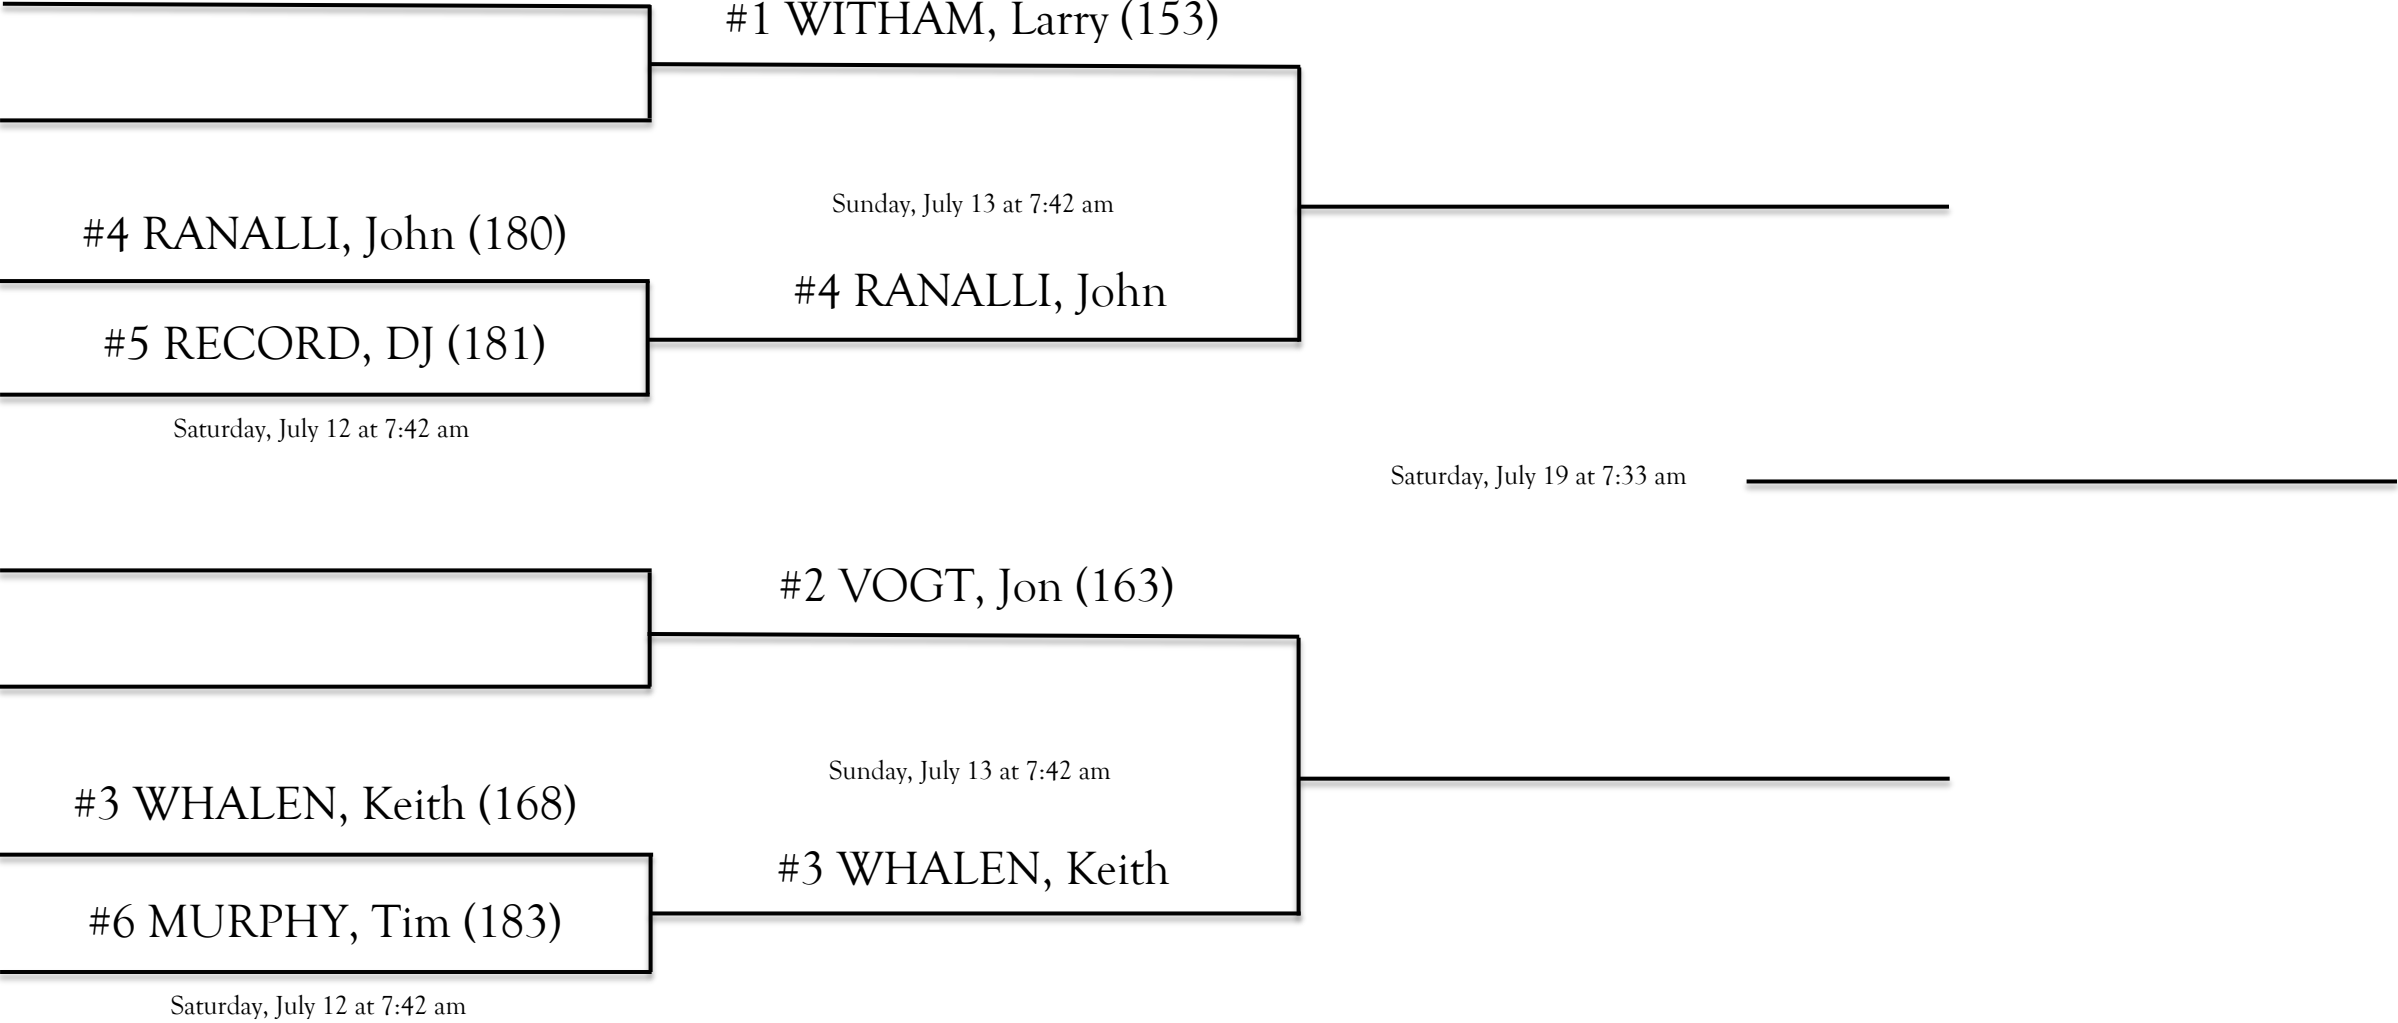 #1 WITHAM, Larry (153)
Sunday, July 13 at 7:42 am
#4 RANALLI, John (180)
#4 RANALLI, John
#5 RECORD, DJ (181)
Saturday, July 12 at 7:42 am
Saturday, July 19 at 7:33 am
#2 VOGT, Jon (163)
Sunday, July 13 at 7:42 am
#3 WHALEN, Keith (168)
#3 WHALEN, Keith
#6 MURPHY, Tim (183)
Saturday, July 12 at 7:42 am